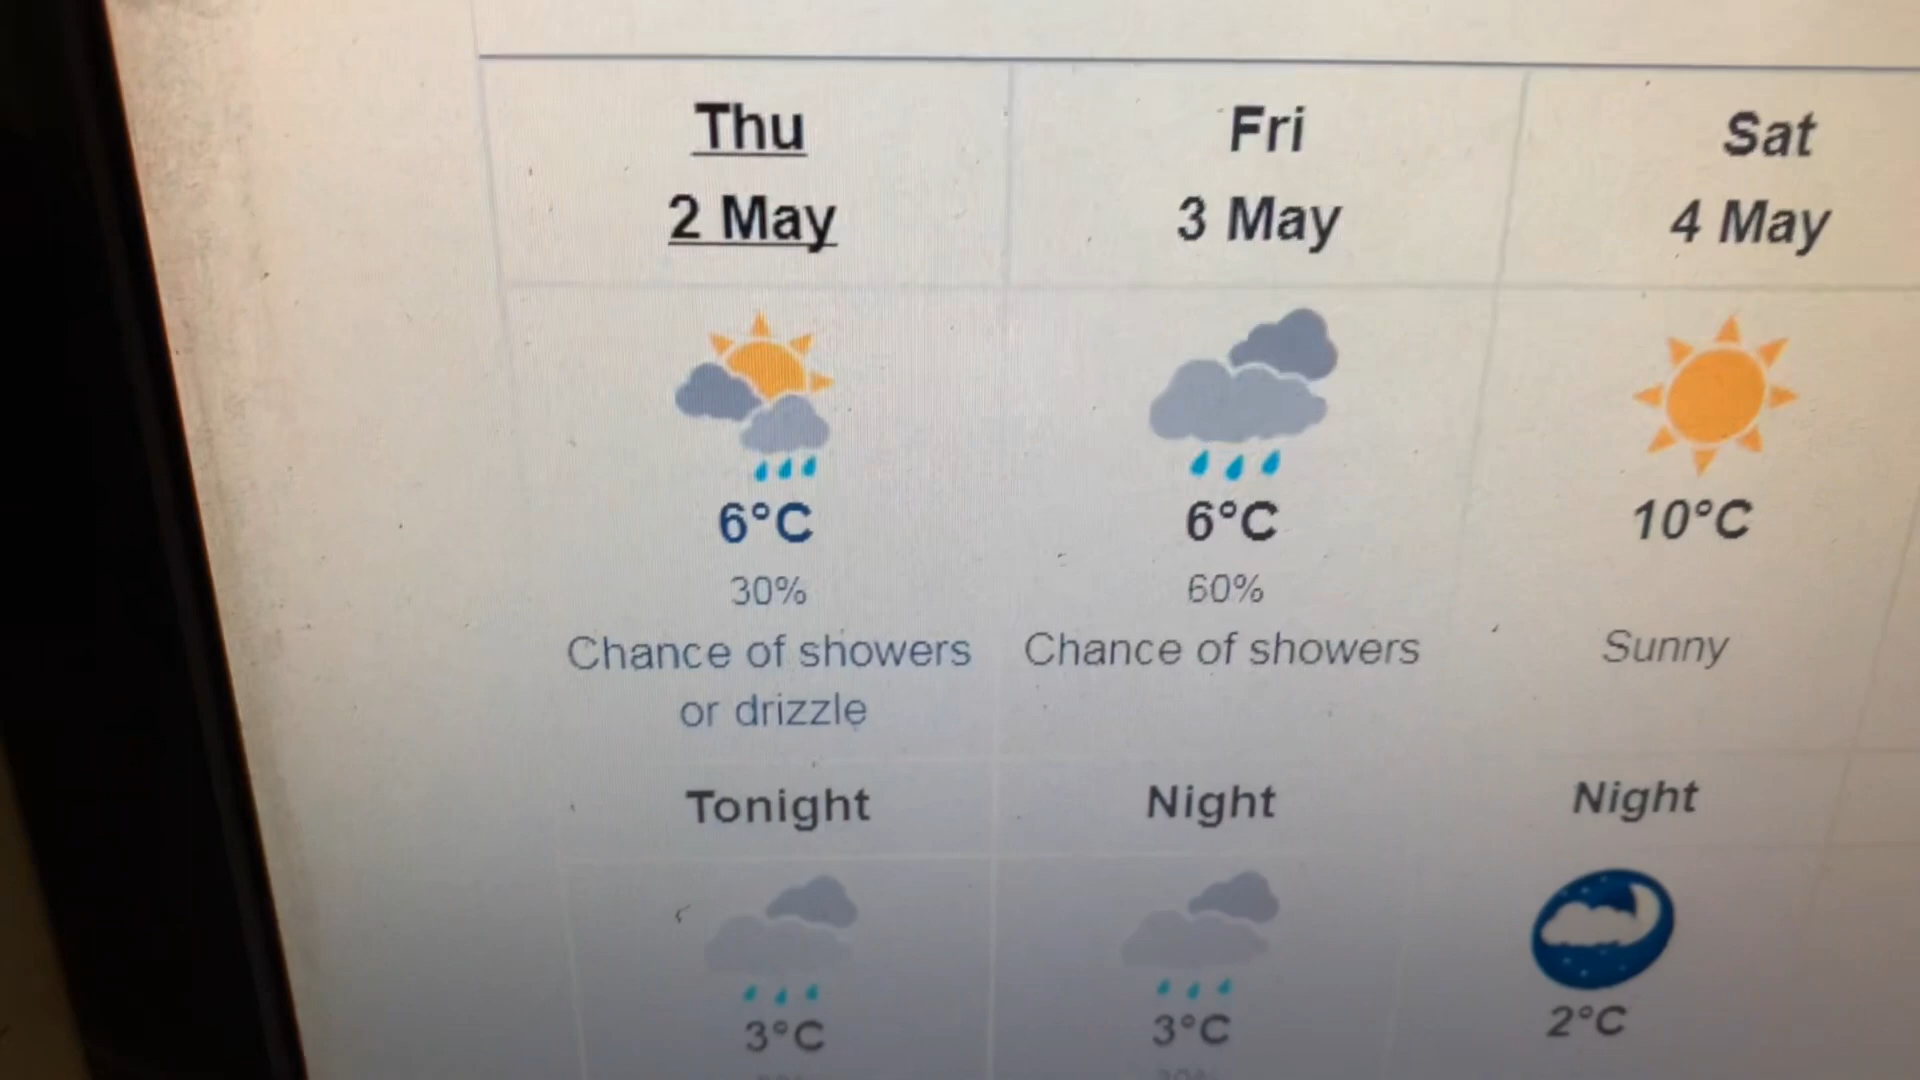 Thu
2 May
Fri
3 May
Sat
4 May
6°C
30%
Chance of showers
or drizzle
6°C
60%
Chance of showers
10°C
Sunny
Tonight
3°C
Night
3°C
Night
2°C